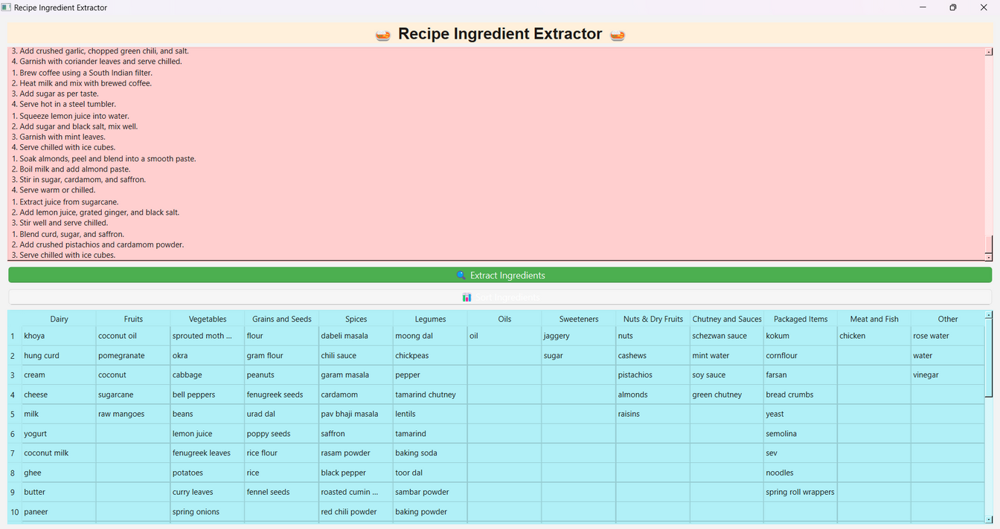 Recipe Ingredient Extractor
Recipe Ingredient Extractor
3. Add crushed garlic, chopped green chili, and salt.
4. Garnish with coriander leaves and serve chilled.
1. Brew coffee using a South Indian filter.
2. Heat milk and mix with brewed coffee.
3. Add sugar as per taste.
4. Serve hot in a steel tumbler.
1. Squeeze lemon juice into water.
2. Add sugar and black salt, mix well.
3. Garnish with mint leaves.
4. Serve chilled with ice cubes.
1. Soak almonds, peel and blend into a smooth paste.
2. Boil milk and add almond paste.
3. Stir in sugar, cardamom, and saffron.
4. Serve warm or chilled.
1. Extract juice from sugarcane.
2. Add lemon juice, grated ginger, and black salt.
3. Stir well and serve chilled.
1. Blend curd, sugar, and saffron.
2. Add crushed pistachios and cardamom powder.
3. Serve chilled with ice cubes.
Extract Ingredients
Sort Ingredients
Dairy Fruits Vegetables Grains and Seeds Spices Legumes Oils Sweeteners Nuts & Dry Fruits Chutney and Sauces Packaged Items Meat and Fish Other
1 khoya coconut oil sprouted moth ... flour dabeli masala moong dal oil jaggery nuts schezwan sauce kokum chicken rose water
2 hung curd pomegranate okra gram flour chili sauce chickpeas sugar cashews mint water cornflour water
3 cream coconut cabbage peanuts garam masala pepper pistachios soy sauce farsan vinegar
4 cheese sugarcane bell peppers fenugreek seeds cardamom tamarind chutney almonds green chutney bread crumbs
5 milk raw mangoes beans urad dal pav bhaji masala lentils raisins yeast
6 yogurt lemon juice poppy seeds saffron tamarind semolina
7 coconut milk fenugreek leaves rice flour rasam powder baking soda sev
8 ghee potatoes rice black pepper toor dal noodles
9 butter curry leaves fennel seeds roasted cumin ... sambar powder spring roll wrappers
10 paneer spring onions red chili powder baking powder